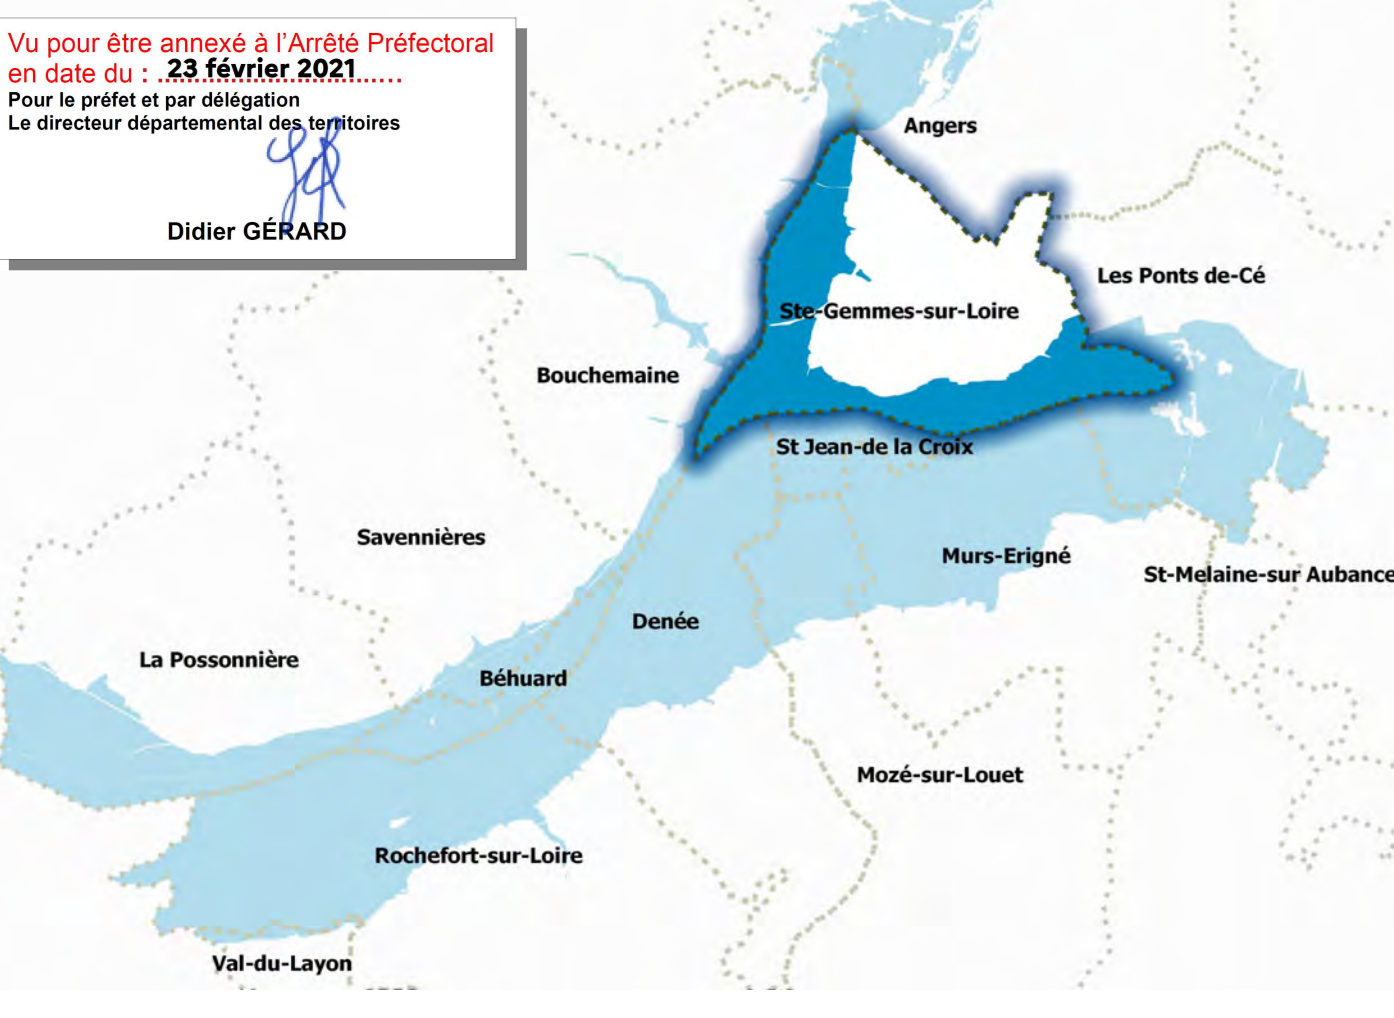 Vu pour être annexé à l'Arrêté Préfectoral
en date du : 23 février 2021
Pour le préfet et par délégation
Le directeur départemental des territoires
Didier GÉRARD
Angers
Les Ponts de-Cé
Ste-Gemmes-sur-Loire
Bouchemaine
St Jean-de la Croix
Savennières
Murs-Erigné
St-Melaine-sur Aubance
Denée
La Possonnière
Béhuard
Mozé-sur-Louet
Rochefort-sur-Loire
Val-du-Layon